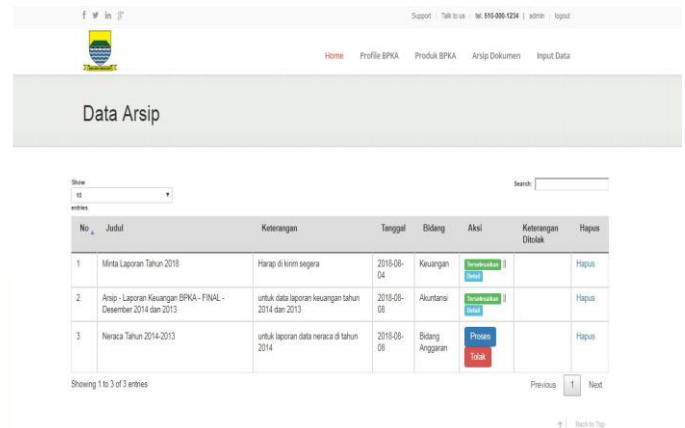 Support | Talk to us | tel. 510-000-1234 | admin | logout
Home Profile BPKA Produk BPKA Arsip Dokumen Input Data
Data Arsip
Show
10
entries
Search:
No Judul Keterangan Tanggal Bidang Aksi Keterangan Ditolak Hapus
1 Minta Laporan Tahun 2018 Harap di kirim segera 2018-08-04 Keuangan Terselesaikan || Detail Hapus
2 Arsip - Laporan Keuangan BPKA - FINAL - Desember 2014 dan 2013 untuk data laporan keuangan tahun 2014 dan 2013 2018-08-08 Akuntansi Terselesaikan || Detail Hapus
3 Neraca Tahun 2014-2013 untuk laporan data neraca di tahun 2014 2018-08-08 Bidang Anggaran Proses Tolak Hapus
Showing 1 to 3 of 3 entries
Previous 1 Next
Back to Top